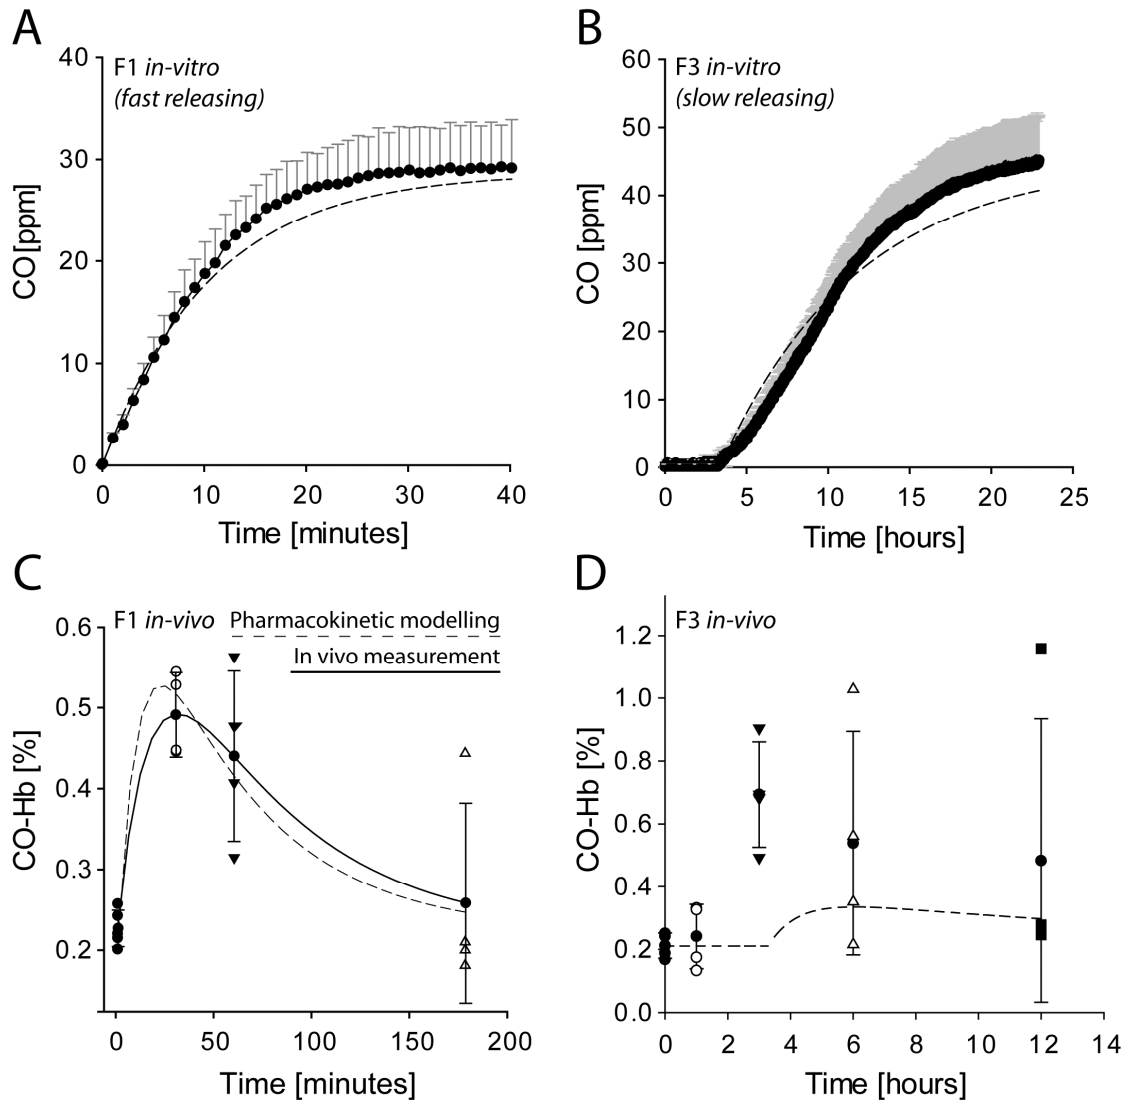 A
F1 in-vitro
(fast releasing)
40
30
20
10
0
CO[ppm]
0 10 20 30 40
Time [minutes]
B
F3 in-vitro
(slow releasing)
60
50
40
30
20
10
0
CO [ppm]
0 5 10 15 20 25
Time [hours]
C
F1 in-vivo
Pharmacokinetic modelling
In vivo measurement
0.6
0.5
0.4
0.3
0.2
CO-Hb [%]
0 50 100 150 200
Time [minutes]
D
F3 in-vivo
1.2
1.0
0.8
0.6
0.4
0.2
0.0
CO-Hb [%]
0 2 4 6 8 10 12 14
Time [hours]